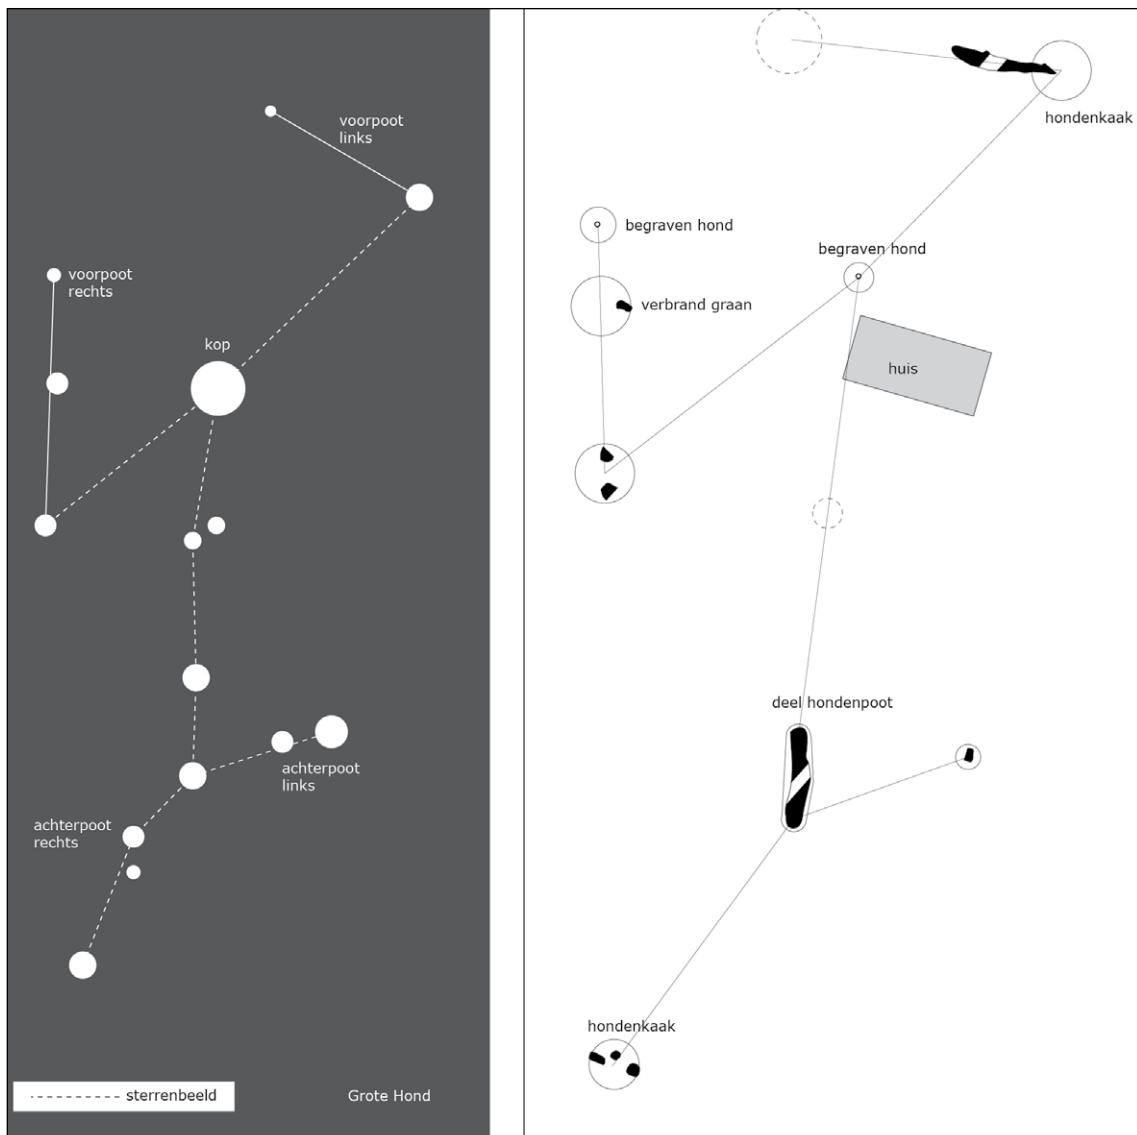 voorpoot
links
voorpoot
rechts
kop
achterpoot
links
achterpoot
rechts
sterrenbeeld
Grote Hond
hondenkaak
begraven hond
begraven hond
verbrand graan
huis
deel hondenpoot
hondenkaak